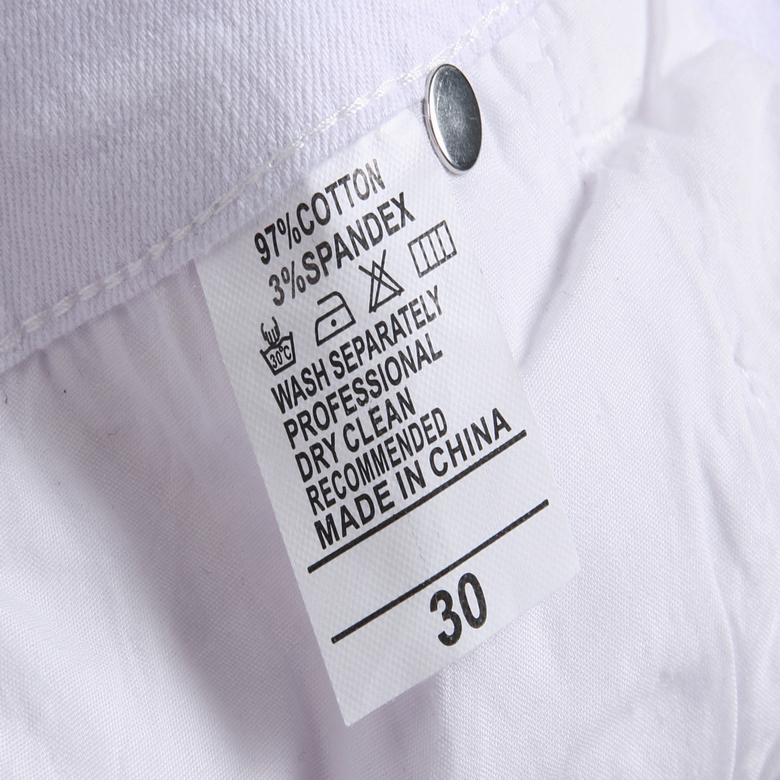 97%COTTON
3%SPANDEX
30°C
WASH SEPARATELY
PROFESSIONAL
DRY CLEAN
RECOMMENDED
MADE IN CHINA
30